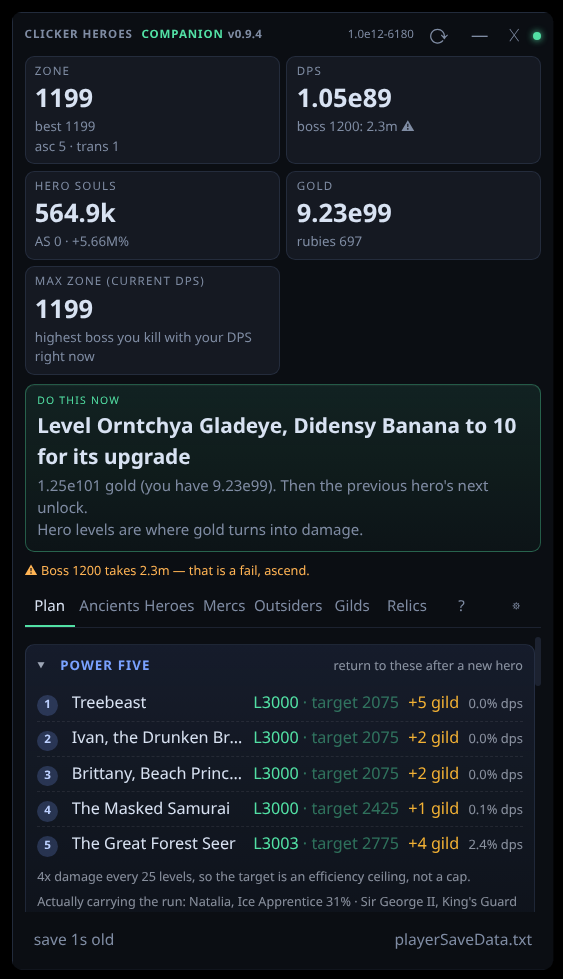 CLICKER HEROES COMPANION v0.9.4 1.0e12-6180
ZONE
1199
best 1199
asc 5 · trans 1
DPS
1.05e89
boss 1200: 2.3m ⚠
HERO SOULS
564.9k
AS 0 · +5.66M%
GOLD
9.23e99
rubies 697
MAX ZONE (CURRENT DPS)
1199
highest boss you kill with your DPS
right now
DO THIS NOW
Level Orntchya Gladeye, Didensy Banana to 10
for its upgrade
1.25e101 gold (you have 9.23e99). Then the previous hero's next
unlock.
Hero levels are where gold turns into damage.
⚠ Boss 1200 takes 2.3m — that is a fail, ascend.
Plan Ancients Heroes Mercs Outsiders Gilds Relics ?
▼ POWER FIVE return to these after a new hero
1 Treebeast L3000 · target 2075 +5 gild 0.0% dps
2 Ivan, the Drunken Br... L3000 · target 2075 +2 gild 0.0% dps
3 Brittany, Beach Princ... L3000 · target 2075 +2 gild 0.0% dps
4 The Masked Samurai L3000 · target 2425 +1 gild 0.1% dps
5 The Great Forest Seer L3003 · target 2775 +4 gild 2.4% dps
4x damage every 25 levels, so the target is an efficiency ceiling, not a cap.
Actually carrying the run: Natalia, Ice Apprentice 31% · Sir George II, King's Guard
save 1s old playerSaveData.txt